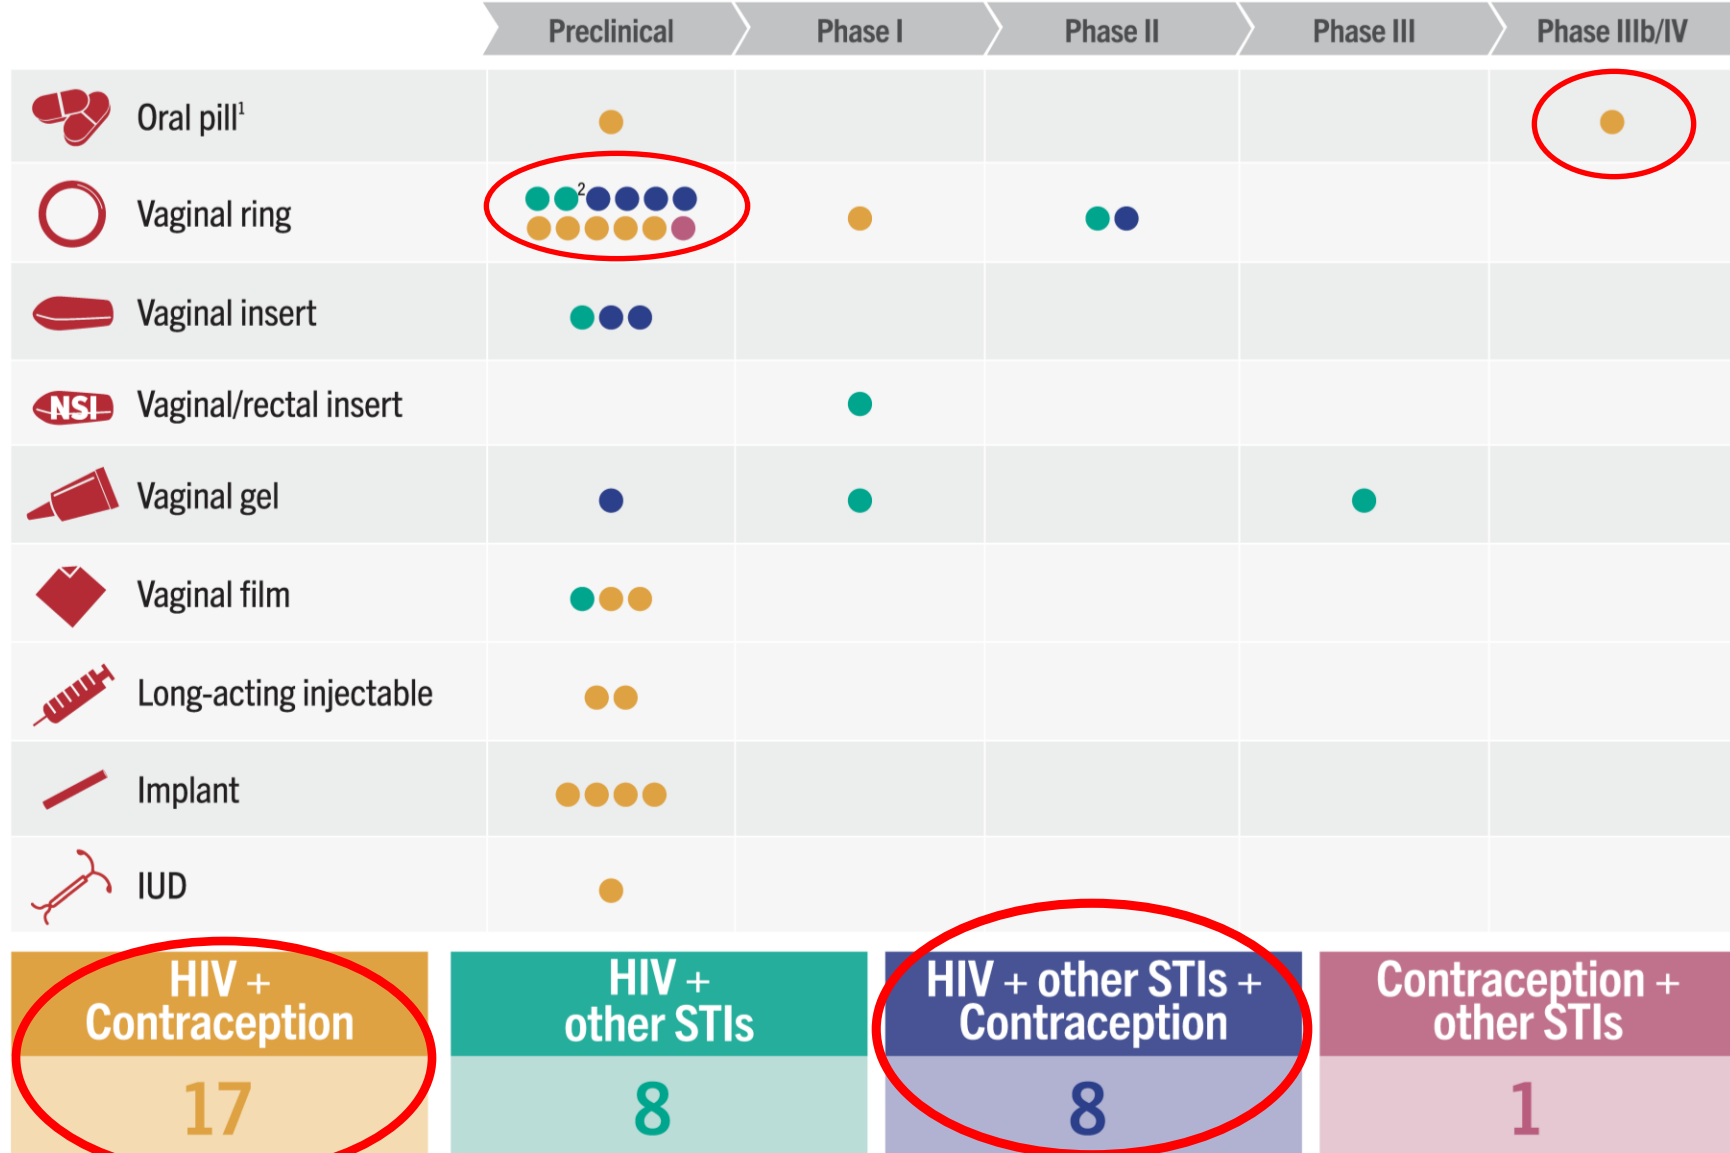 Preclinical Phase I Phase II Phase III Phase IIIb/IV
Oral pill1
Vaginal ring
2
Vaginal insert
NSI Vaginal/rectal insert
Vaginal gel
Vaginal film
Long-acting injectable
Implant
IUD
HIV +
Contraception
17
HIV +
other STIs
8
HIV + other STIs +
Contraception
8
Contraception +
other STIs
1